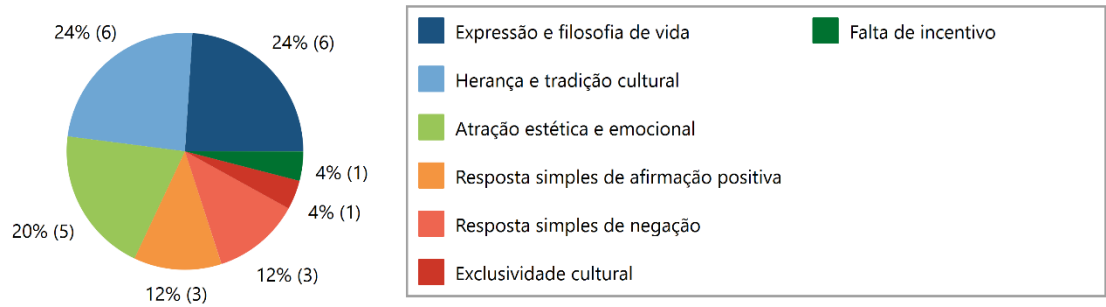 24% (6)
24% (6)
20% (5)
12% (3)
12% (3)
4% (1)
4% (1)
Expressão e filosofia de vida
Herança e tradição cultural
Atração estética e emocional
Resposta simples de afirmação positiva
Resposta simples de negação
Exclusividade cultural
Falta de incentivo